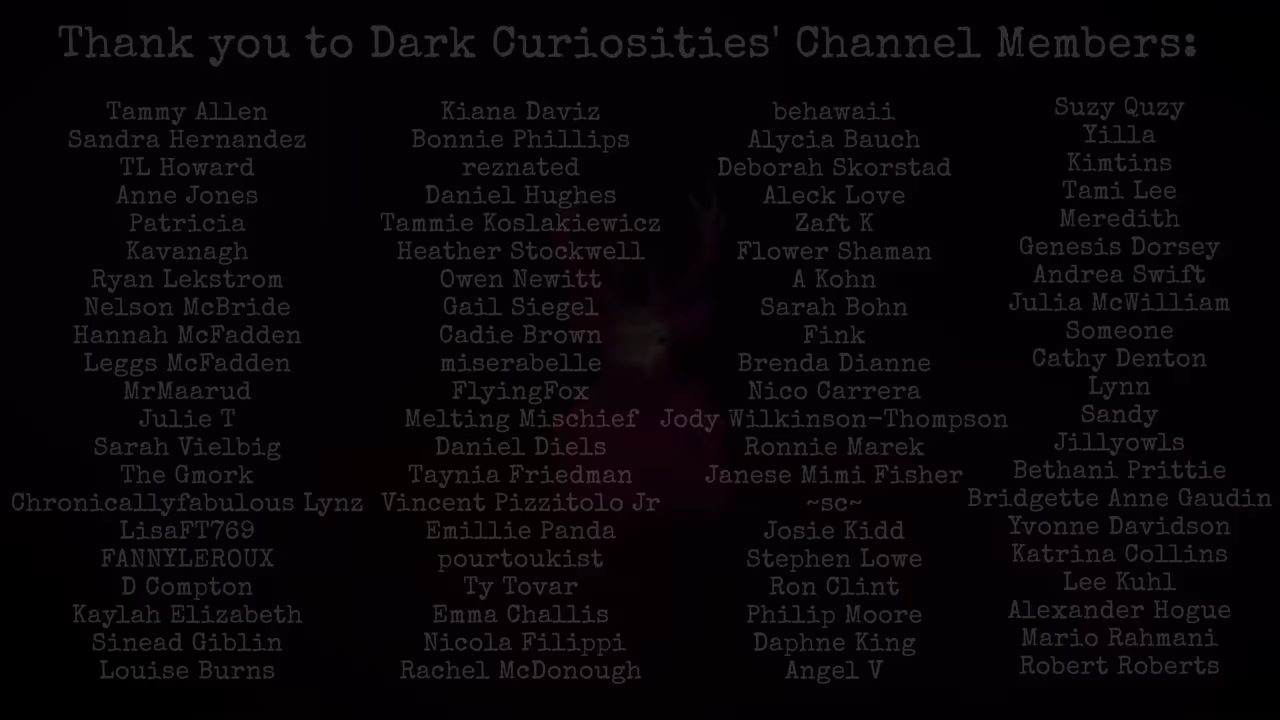 Thank you to Dark Curiosities' Channel Members:
Tammy Allen
Sandra Hernandez
TL Howard
Anne Jones
Patricia
Kavanagh
Ryan Lekstrom
Nelson McBride
Hannah McFadden
Leggs McFadden
MrMaarud
Julie T
Sarah Vielbig
The Gmork
Chronicallyfabulous Lynz
LisaFT769
FANNYLEROUX
D Compton
Kaylah Elizabeth
Sinead Giblin
Louise Burns
Kiana Daviz
Bonnie Phillips
reznated
Daniel Hughes
Tammie Koslakiewicz
Heather Stockwell
Owen Newitt
Gail Siegel
Cadie Brown
miserabelle
FlyingFox
Melting Mischief
Daniel Diels
Taynia Friedman
Vincent Pizzitolo Jr
Emillie Panda
pourtoukist
Ty Tovar
Emma Challis
Nicola Filippi
Rachel McDonough
behawaii
Alycia Bauch
Deborah Skorstad
Aleck Love
Zaft K
Flower Shaman
A Kohn
Sarah Bohn
Fink
Brenda Dianne
Nico Carrera
Jody Wilkinson-Thompson
Ronnie Marek
Janese Mimi Fisher
~sc~
Josie Kidd
Stephen Lowe
Ron Clint
Philip Moore
Daphne King
Angel V
Suzy Quzy
Yilla
Kimtins
Tami Lee
Meredith
Genesis Dorsey
Andrea Swift
Julia McWilliam
Someone
Cathy Denton
Lynn
Sandy
Jillyowls
Bethani Prittie
Bridgette Anne Gaudin
Yvonne Davidson
Katrina Collins
Lee Kuhl
Alexander Hogue
Mario Rahmani
Robert Roberts